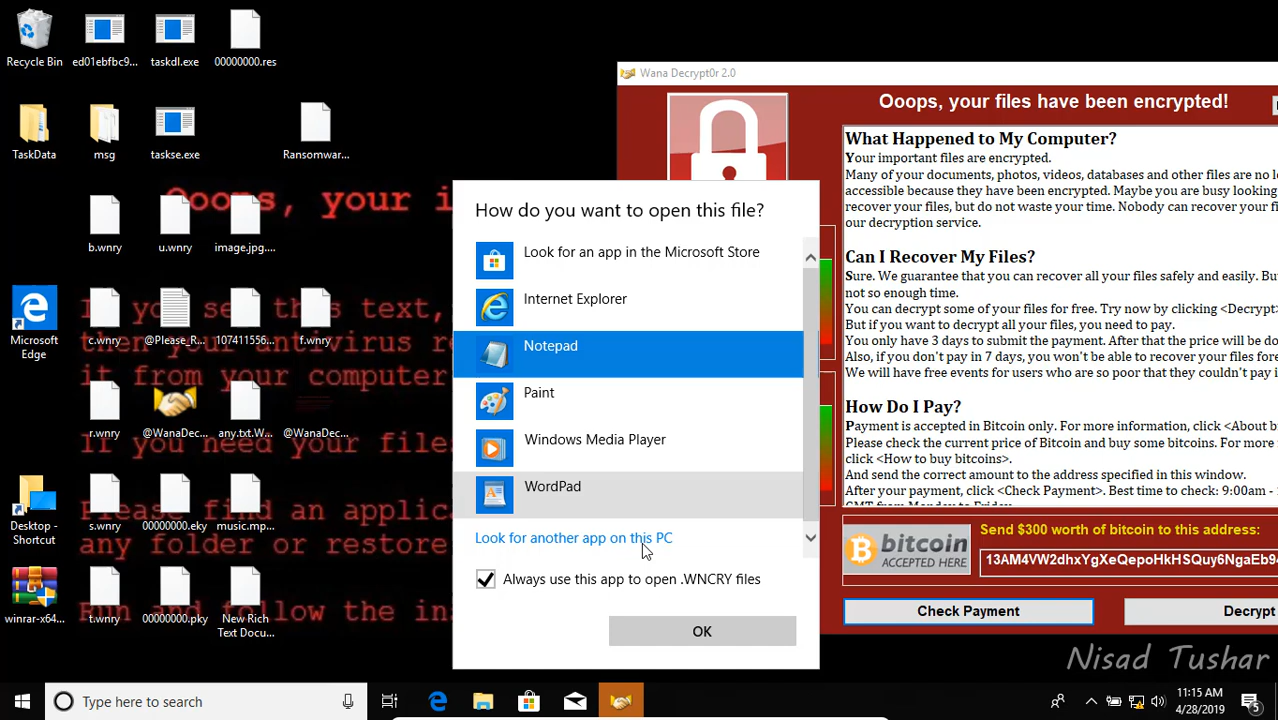 Recycle Bin
ed01ebfbc9...
taskdl.exe
00000000.res
TaskData
msg
taskse.exe
Ransomwar...
b.wnry
u.wnry
image.jpg....
Microsoft
Edge
c.wnry
@Please_R...
107411556...
f.wnry
r.wnry
@WanaDec...
any.txt.W...
@WanaDec...
Desktop -
Shortcut
s.wnry
00000000.eky
music.mp...
winrar-x64...
t.wnry
00000000.pky
New Rich
Text Docu...
Ooops, your i
If you see this text,
then your antivirus re
it from your computer
If you need your file
Please find an applica
any folder or restore
Run and follow the in
How do you want to open this file?
Look for an app in the Microsoft Store
Internet Explorer
Notepad
Paint
Windows Media Player
WordPad
Look for another app on this PC
Always use this app to open .WNCRY files
OK
Wana Decrypt0r 2.0
Ooops, your files have been encrypted!
What Happened to My Computer?
Your important files are encrypted.
Many of your documents, photos, videos, databases and other files are no l
accessible because they have been encrypted. Maybe you are busy looking
recover your files, but do not waste your time. Nobody can recover your fi
our decryption service.
Can I Recover My Files?
Sure. We guarantee that you can recover all your files safely and easily. But
not so enough time.
You can decrypt some of your files for free. Try now by clicking <Decrypt>
But if you want to decrypt all your files, you need to pay.
You only have 3 days to submit the payment. After that the price will be do
Also, if you don't pay in 7 days, you won't be able to recover your files fore
We will have free events for users who are so poor that they couldn't pay i
How Do I Pay?
Payment is accepted in Bitcoin only. For more information, click <About b
Please check the current price of Bitcoin and buy some bitcoins. For more
click <How to buy bitcoins>.
And send the correct amount to the address specified in this window.
After your payment, click <Check Payment>. Best time to check: 9:00am - 1
GMT from Monday to Friday.
bitcoin
ACCEPTED HERE
Send $300 worth of bitcoin to this address:
13AM4VW2dhxYgXeQepoHkHSQuy6NgaEb94
Check Payment
Decrypt
Nisad Tushar
Type here to search
11:15 AM
4/28/2019
5